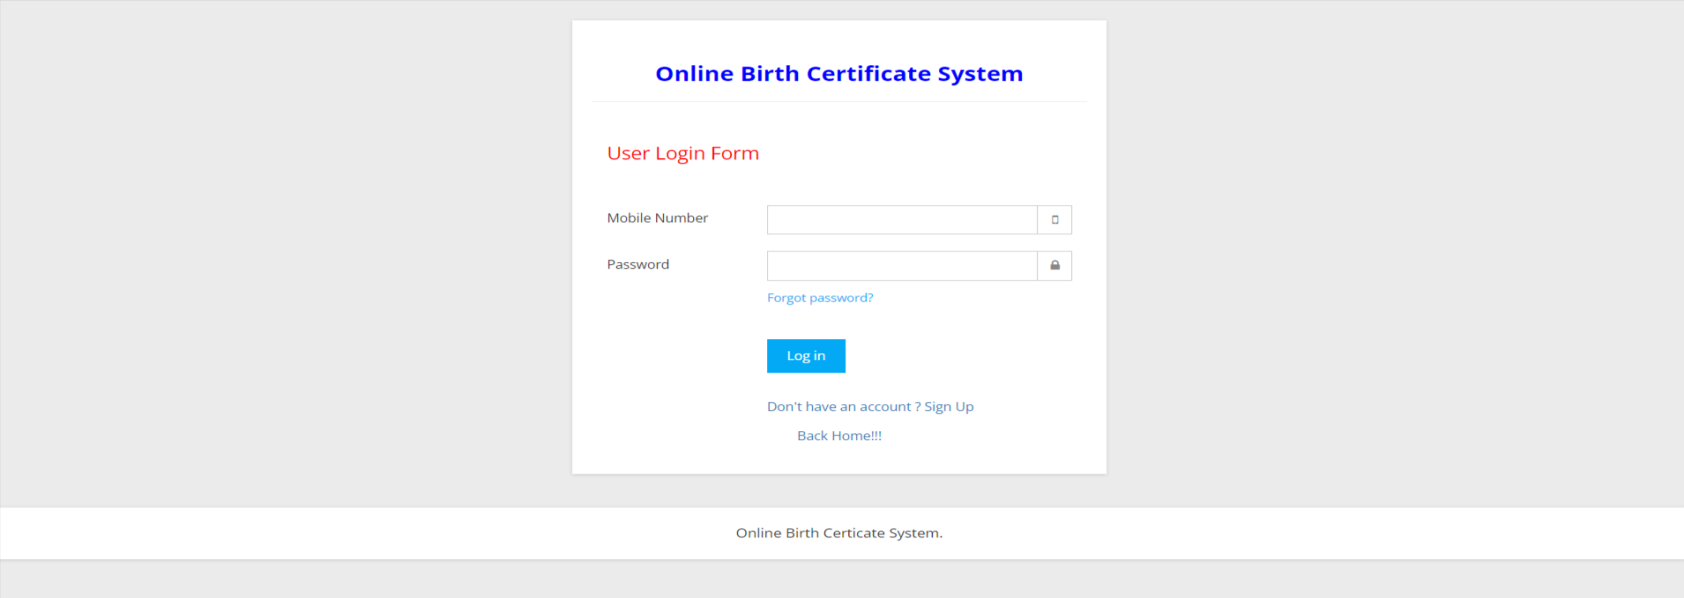 Online Birth Certificate System
User Login Form
Mobile Number
Password
Forgot password?
Log in
Don't have an account ? Sign Up
Back Home!!!
Online Birth Certicate System.